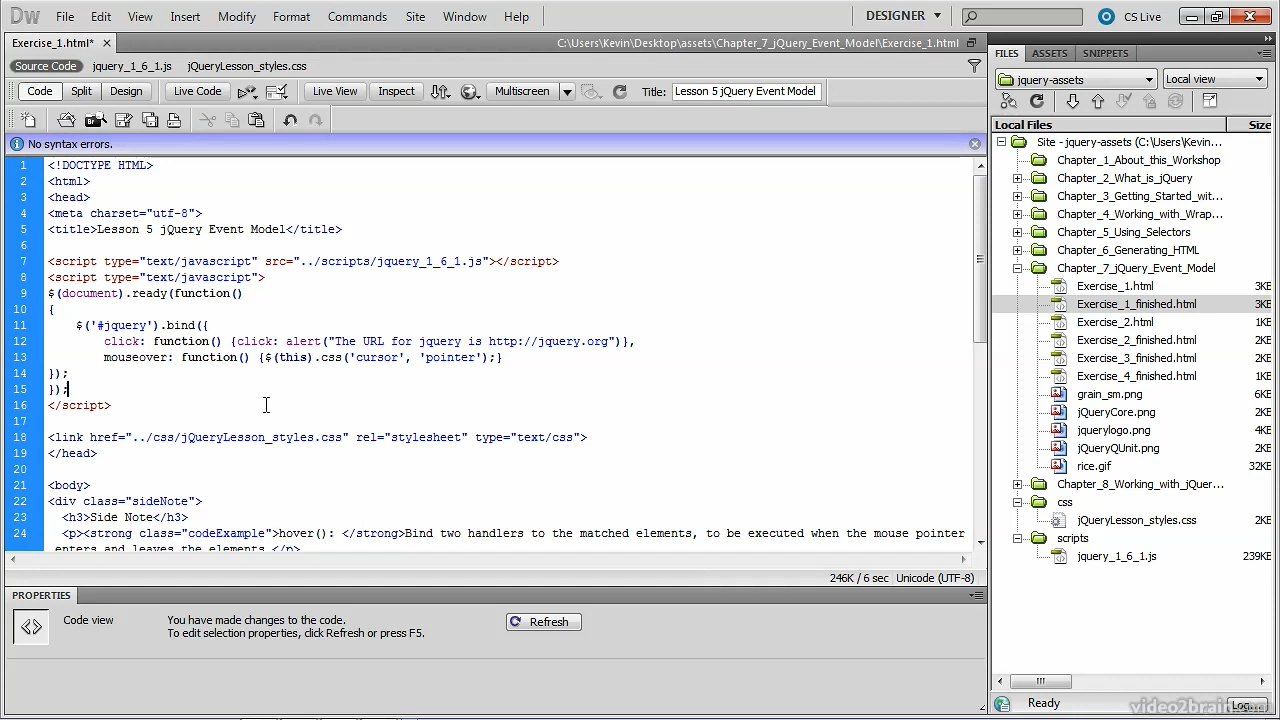 Dw File Edit View Insert Modify Format Commands Site Window Help DESIGNER CS Live
Exercise_1.html* C:\Users\Kevin\Desktop\assets\Chapter_7_jQuery_Event_Model\Exercise_1.html
Source Code jquery_1_6_1.js jQueryLesson_styles.css
Code Split Design Live Code Live View Inspect Multiscreen Title: Lesson 5 jQuery Event Model
No syntax errors.
1 <!DOCTYPE HTML>
2 <html>
3 <head>
4 <meta charset="utf-8">
5 <title>Lesson 5 jQuery Event Model</title>
6
7 <script type="text/javascript" src="../scripts/jquery_1_6_1.js"></script>
8 <script type="text/javascript">
9 $(document).ready(function()
10 {
11 $('#jquery').bind({
12 click: function() {click: alert("The URL for jquery is http://jquery.org")},
13 mouseover: function() {$(this).css('cursor', 'pointer');}
14 });
15 });
16 </script>
17
18 <link href="../css/jQueryLesson_styles.css" rel="stylesheet" type="text/css">
19 </head>
20
21 <body>
22 <div class="sideNote">
23 <h3>Side Note</h3>
24 <p><strong class="codeExample">hover(): </strong>Bind two handlers to the matched elements, to be executed when the mouse pointer
enters and leaves the elements.</p>
246K / 6 sec Unicode (UTF-8)
PROPERTIES
Code view You have made changes to the code.
To edit selection properties, click Refresh or press F5.
Refresh
FILES ASSETS SNIPPETS
jquery-assets Local view
Local Files Size
Site - jquery-assets (C:\Users\Kevin...
Chapter_1_About_this_Workshop
Chapter_2_What_is_jQuery
Chapter_3_Getting_Started_wit...
Chapter_4_Working_with_Wrap...
Chapter_5_Using_Selectors
Chapter_6_Generating_HTML
Chapter_7_jQuery_Event_Model
Exercise_1.html 3KB
Exercise_1_finished.html 3KB
Exercise_2.html 1KB
Exercise_2_finished.html 1KB
Exercise_3_finished.html 1KB
Exercise_4_finished.html 1KB
grain_sm.png 6KB
jQueryCore.png 4KB
jquerylogo.png 4KB
jQueryQUnit.png 4KB
rice.gif 32KB
Chapter_8_Working_with_jQuer...
css
jQueryLesson_styles.css 2KB
scripts
jquery_1_6_1.js 239KB
Ready Log...
video2brain.com